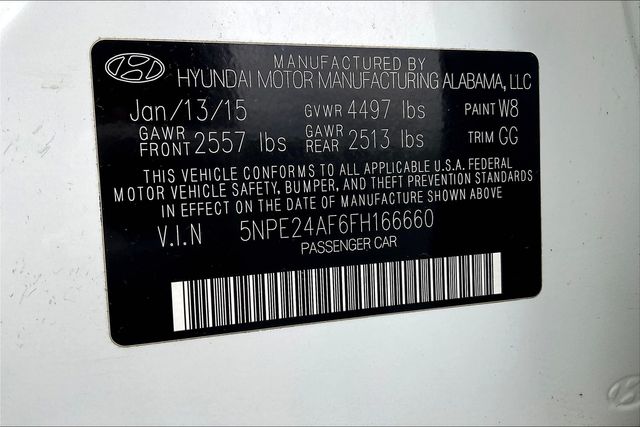 MANUFACTURED BY
HYUNDAI MOTOR MANUFACTURING ALABAMA, LLC
Jan/13/15 GVWR 4497 lbs PAINT W8
GAWR FRONT 2557 lbs GAWR REAR 2513 lbs TRIM GG
THIS VEHICLE CONFORMS TO ALL APPLICABLE U.S.A. FEDERAL
MOTOR VEHICLE SAFETY, BUMPER, AND THEFT PREVENTION STANDARDS
IN EFFECT ON THE DATE OF MANUFACTURE SHOWN ABOVE
V.I.N 5NPE24AF6FH166660
PASSENGER CAR